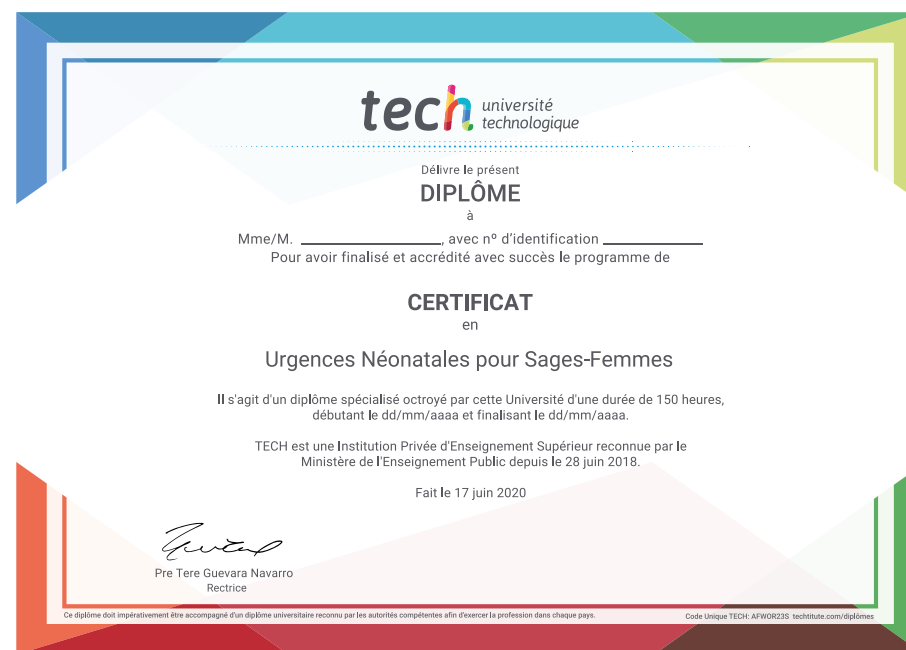 tech université
technologique
Délivre le présent
DIPLÔME
à
Mme/M. ____________________, avec nº d'identification ______________
Pour avoir finalisé et accrédité avec succès le programme de
CERTIFICAT
en
Urgences Néonatales pour Sages-Femmes
Il s'agit d'un diplôme spécialisé octroyé par cette Université d'une durée de 150 heures,
débutant le dd/mm/aaaa et finalisant le dd/mm/aaaa.
TECH est une Institution Privée d'Enseignement Supérieur reconnue par le
Ministère de l'Enseignement Public depuis le 28 juin 2018.
Fait le 17 juin 2020
Pre Tere Guevara Navarro
Rectrice
Ce diplôme doit impérativement être accompagné d'un diplôme universitaire reconnu par les autorités compétentes afin d'exercer la profession dans chaque pays.
Code Unique TECH: AFWOR23S techtitute.com/diplômes